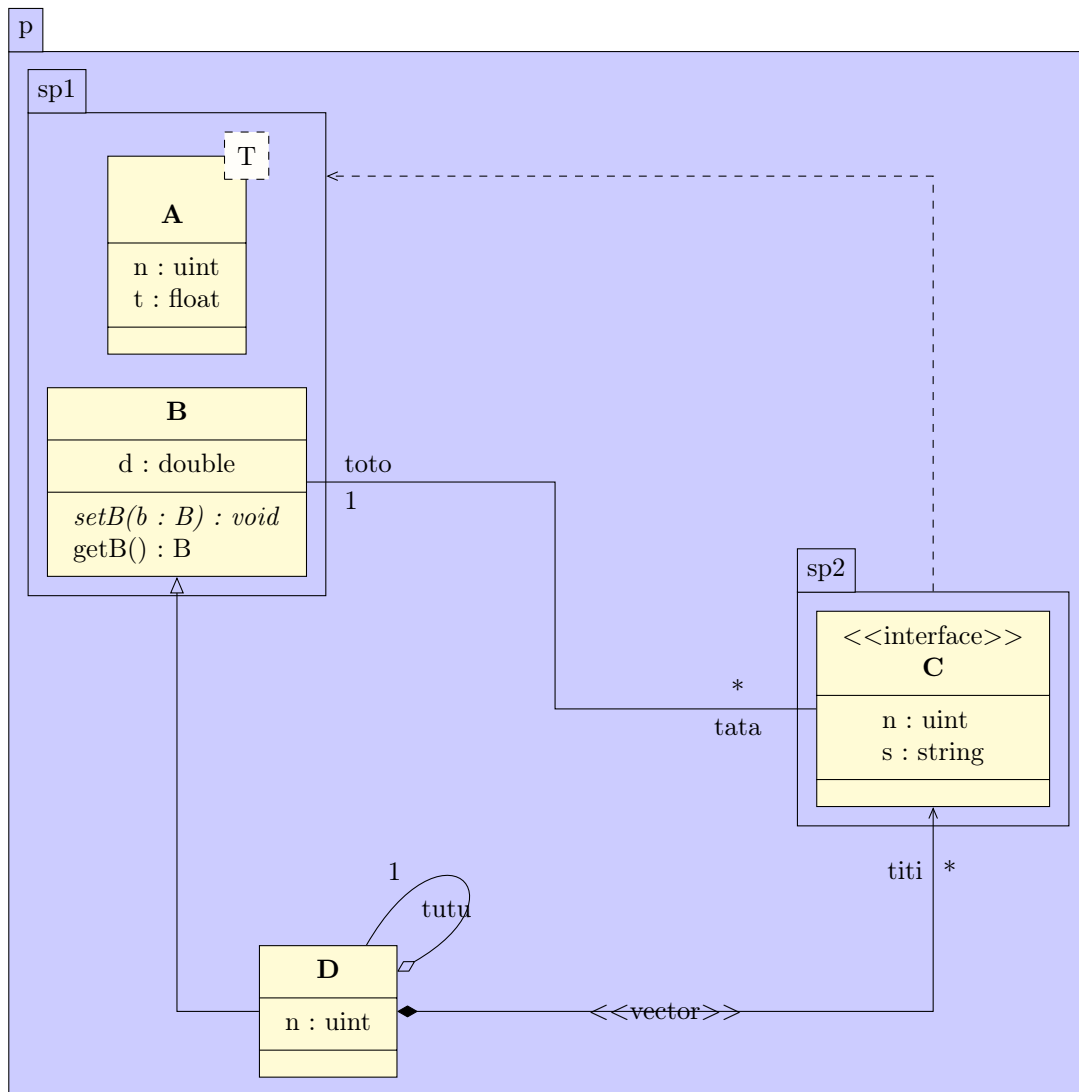 p
sp1
T
A
n : uint
t : float
B
d : double
setB(b : B) : void
getB() : B
toto
1
sp2
<<interface>>
C
n : uint
s : string
*
tata
titi
*
1
tutu
D
n : uint
<<vector>>